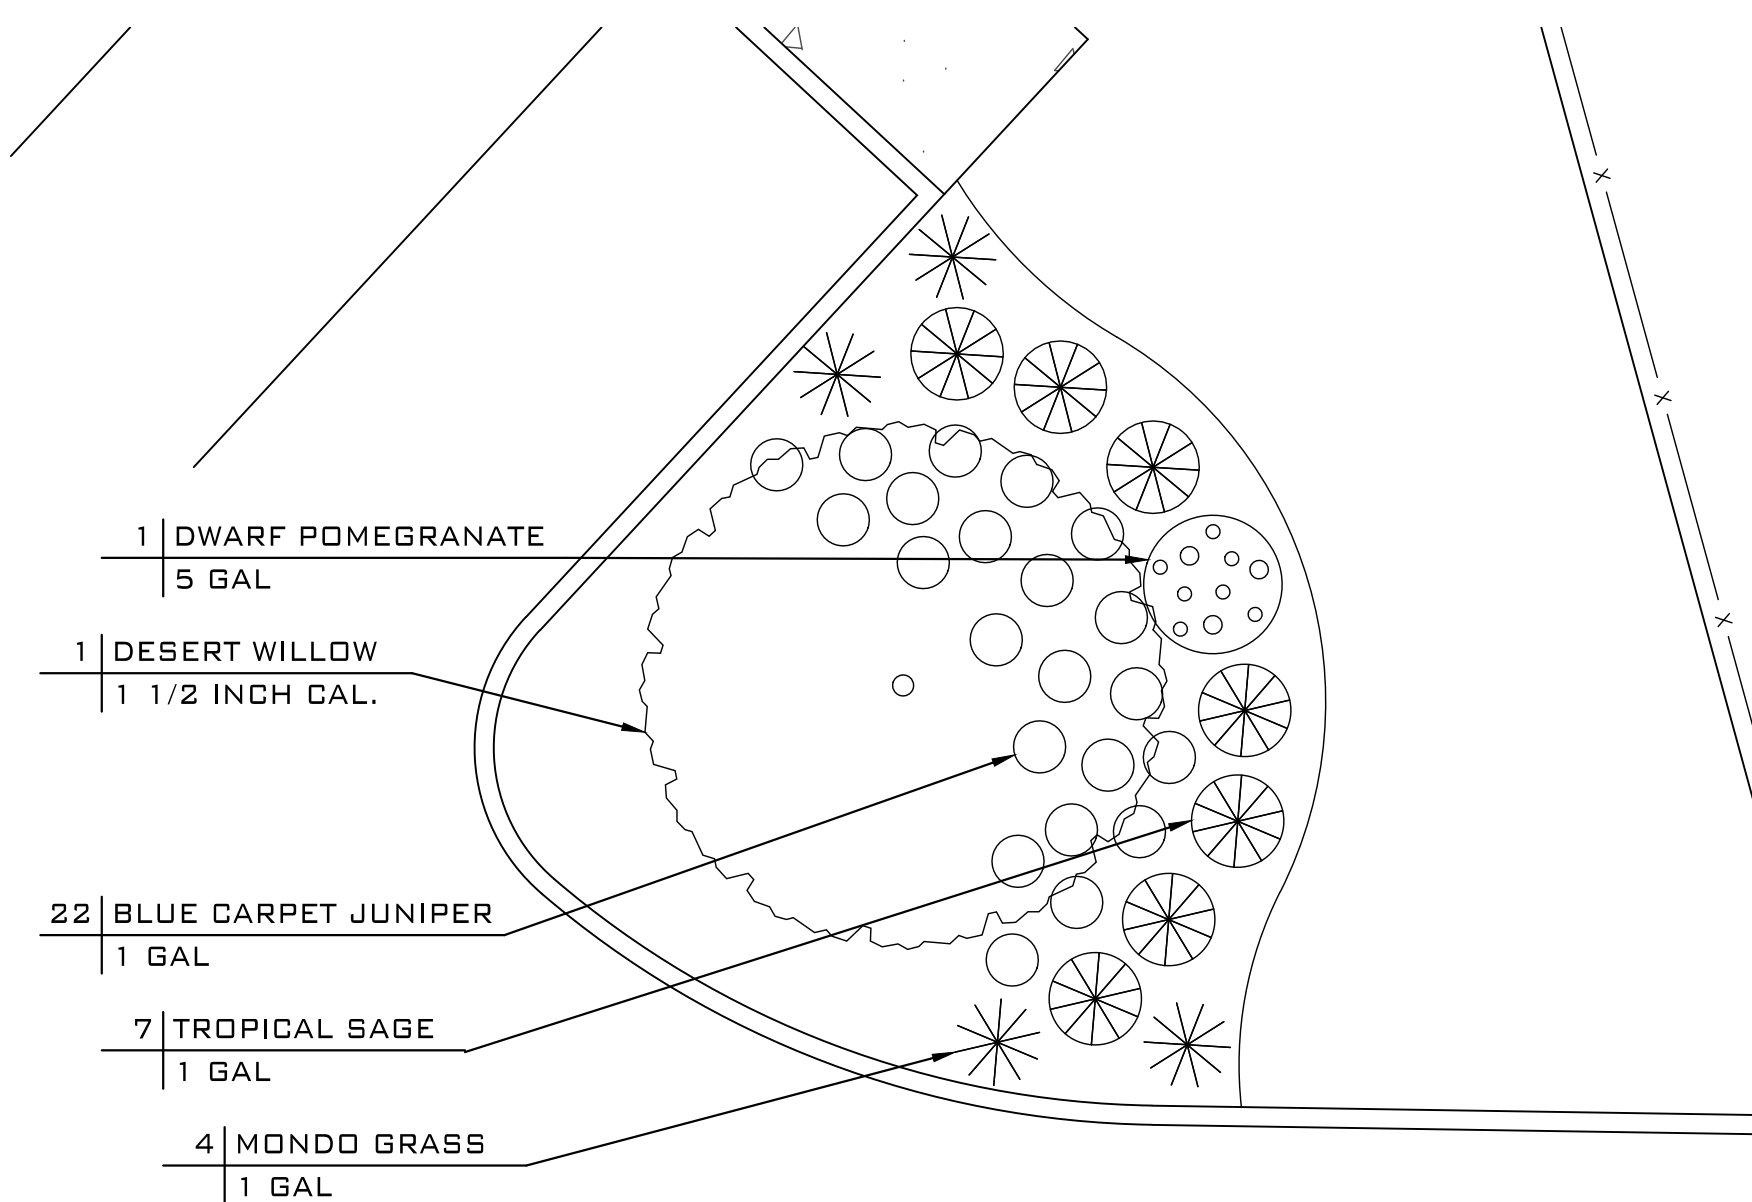 1 DWARF POMEGRANATE
5 GAL
1 DESERT WILLOW
1 1/2 INCH CAL.
22 BLUE CARPET JUNIPER
1 GAL
7 TROPICAL SAGE
1 GAL
4 MONDO GRASS
1 GAL
X
X
X